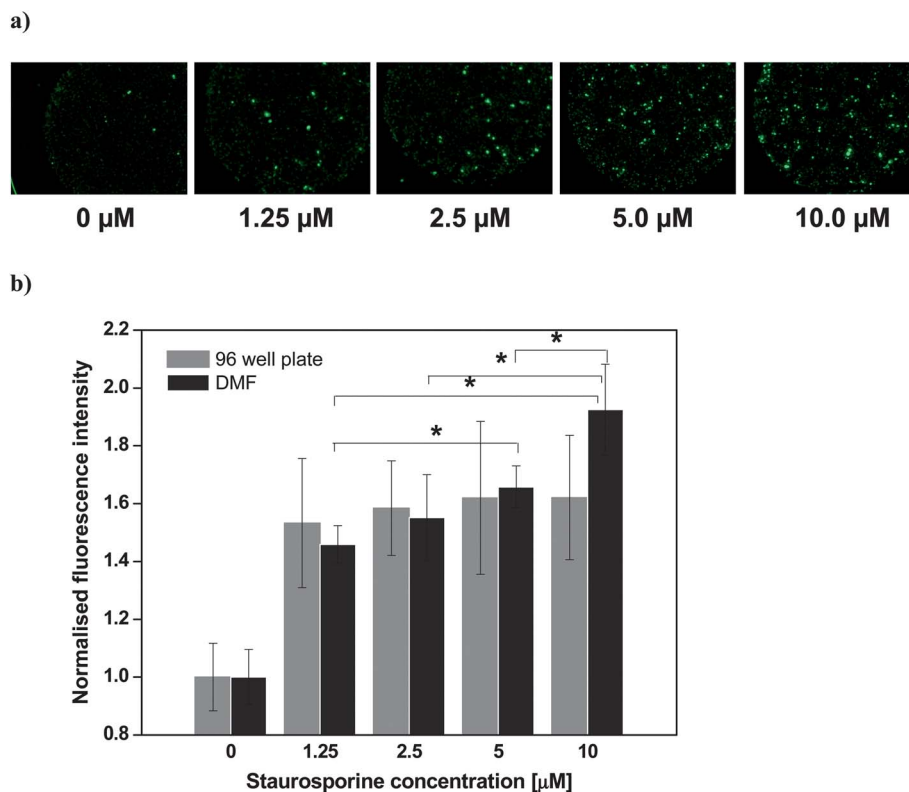 a)
0 µM 1.25 µM 2.5 µM 5.0 µM 10.0 µM
b)
2.2
2.0
1.8
1.6
1.4
1.2
1.0
0.8
Normalised fluorescence intensity
96 well plate
DMF
*
*
*
*
0 1.25 2.5 5 10
Staurosporine concentration [µM]